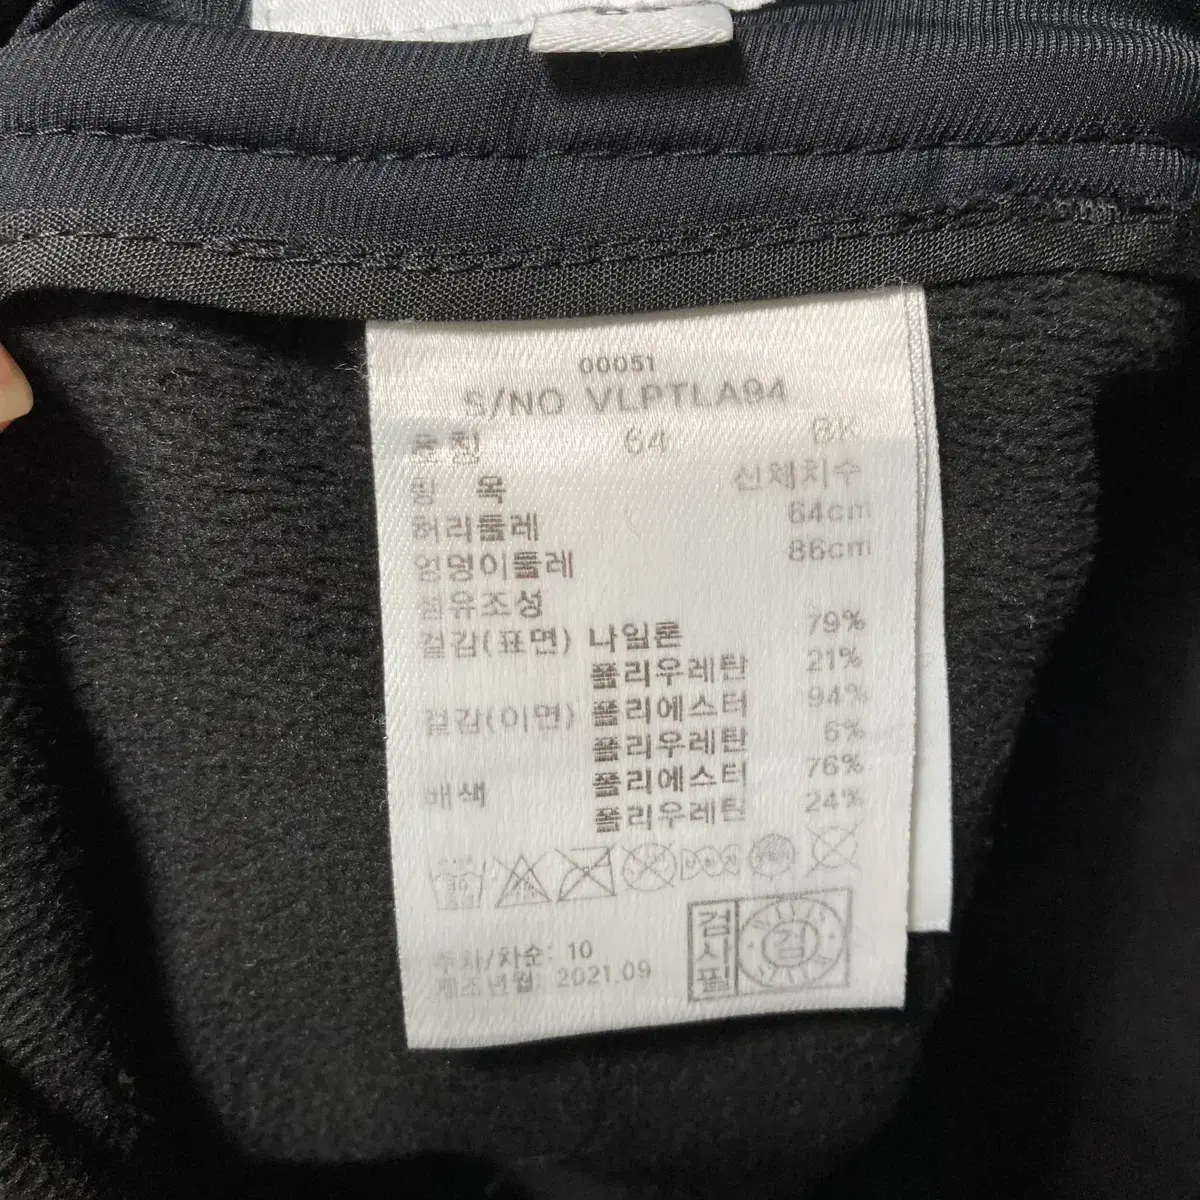 00051
S/NO VLPTLA94
호칭 64 BK
항 목 신체치수
허리둘레 64cm
엉덩이둘레 86cm
섬유조성
겉감(표면) 나일론 79%
폴리우레탄 21%
겉감(이면) 폴리에스터 94%
폴리우레탄 6%
배색 폴리에스터 76%
폴리우레탄 24%
주차/차순: 10
제조년월: 2021.09
검사필
검